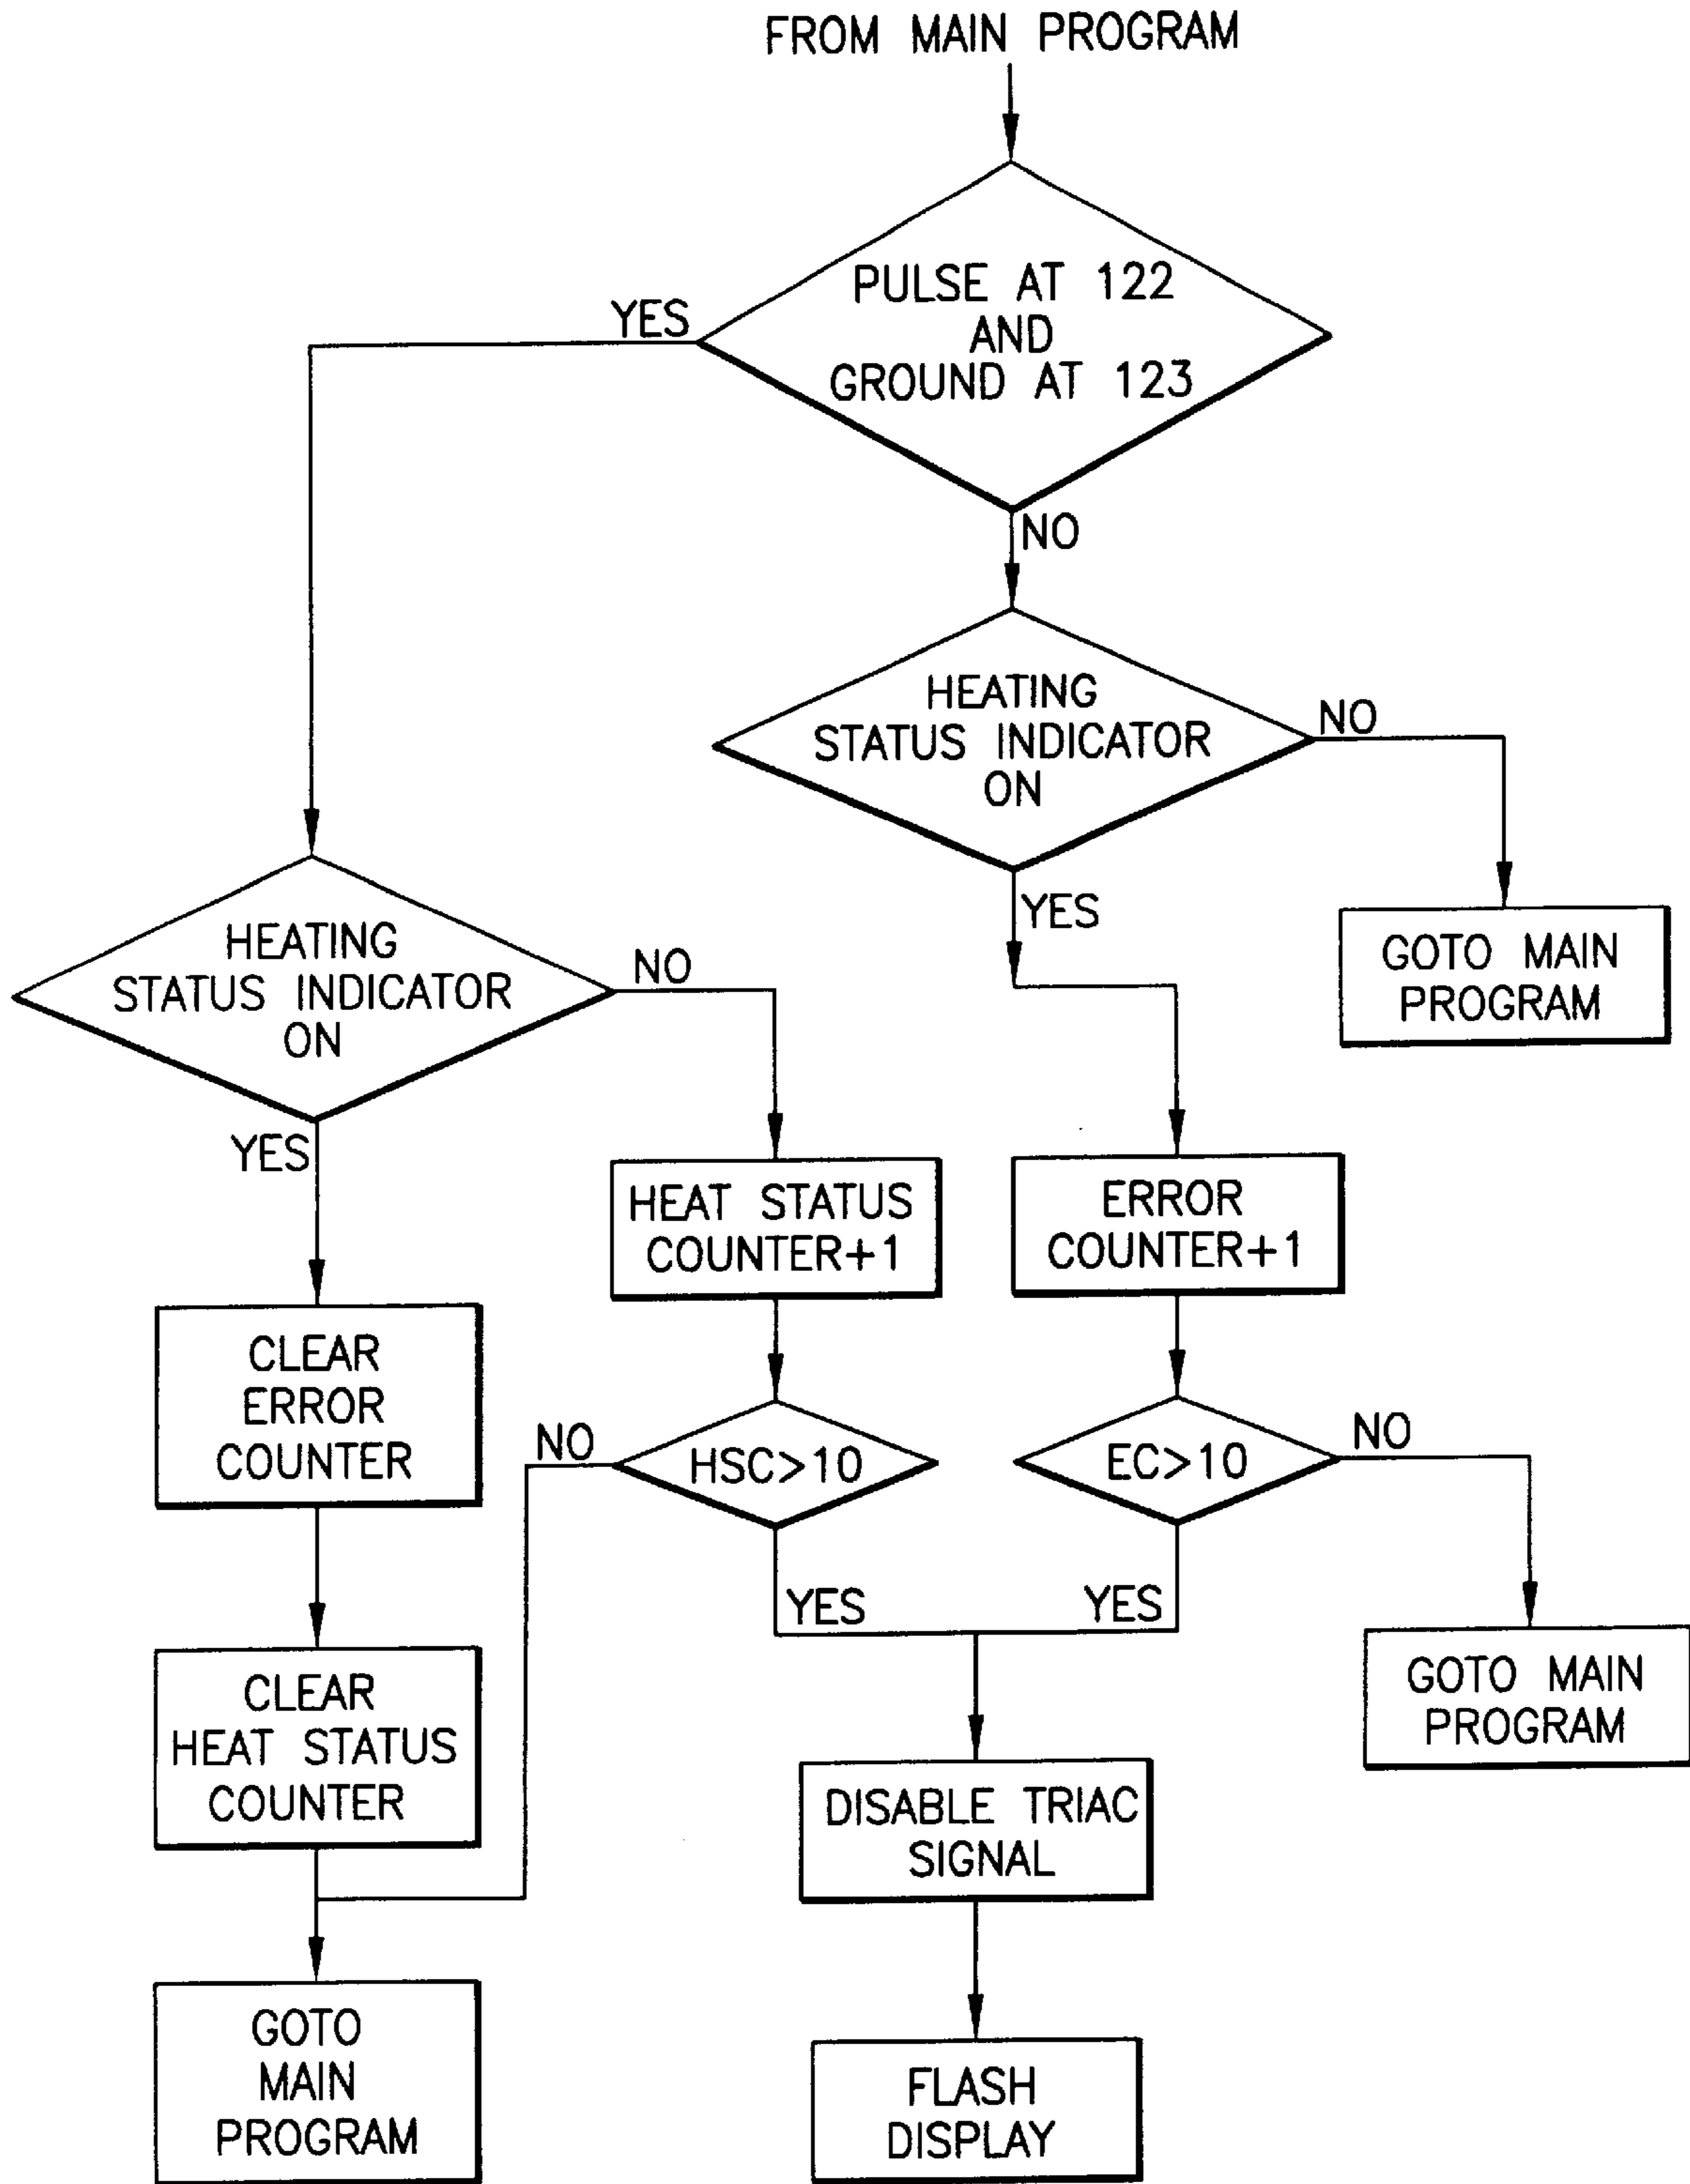 FROM MAIN PROGRAM
PULSE AT 122
AND
GROUND AT 123
YES
NO
HEATING
STATUS INDICATOR
ON
NO
YES
GOTO MAIN
PROGRAM
HEATING
STATUS INDICATOR
ON
NO
YES
HEAT STATUS
COUNTER+1
ERROR
COUNTER+1
CLEAR
ERROR
COUNTER
NO
HSC>10
EC>10
NO
YES
YES
GOTO MAIN
PROGRAM
CLEAR
HEAT STATUS
COUNTER
DISABLE TRIAC
SIGNAL
GOTO
MAIN
PROGRAM
FLASH
DISPLAY